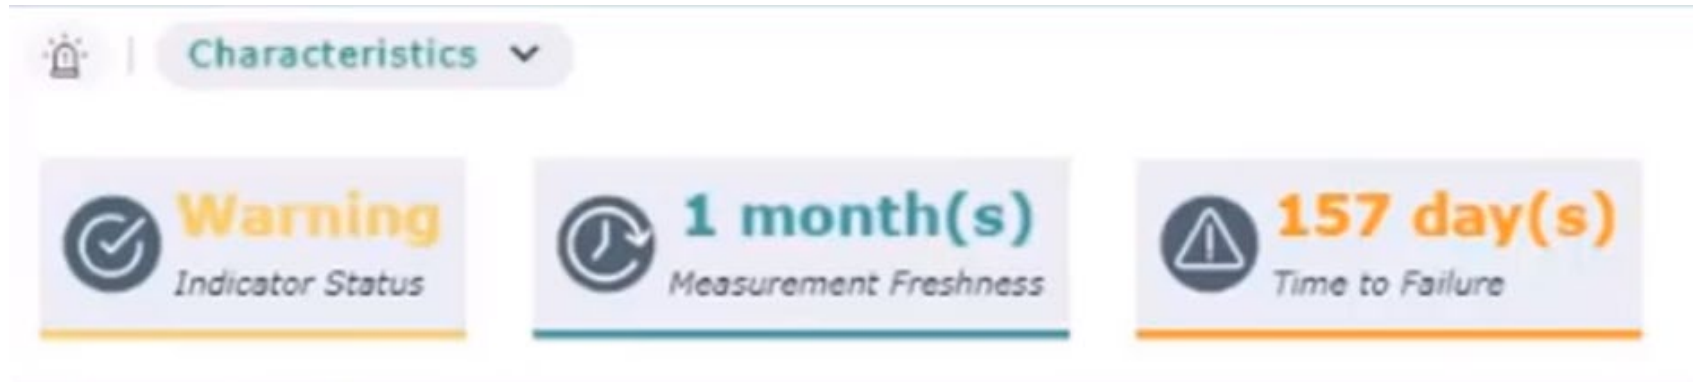 Characteristics
Warning
Indicator Status
1 month(s)
Measurement Freshness
157 day(s)
Time to Failure